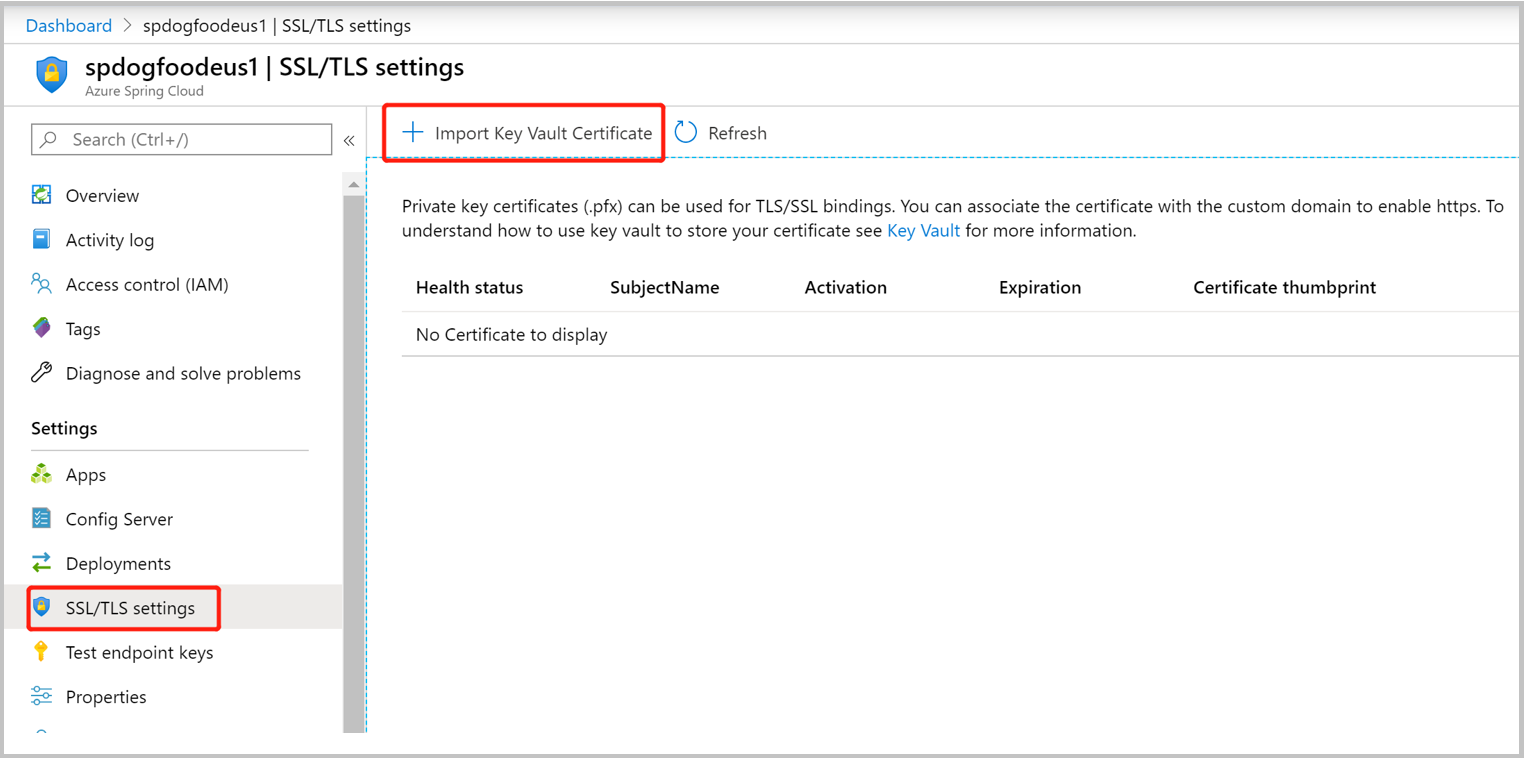 Dashboard > spdogfoodeus1 | SSL/TLS settings
spdogfoodeus1 | SSL/TLS settings
Azure Spring Cloud
Search (Ctrl+/)
«
Overview
Activity log
Access control (IAM)
Tags
Diagnose and solve problems
Settings
Apps
Config Server
Deployments
SSL/TLS settings
Test endpoint keys
Properties
Import Key Vault Certificate Refresh
Private key certificates (.pfx) can be used for TLS/SSL bindings. You can associate the certificate with the custom domain to enable https. To
understand how to use key vault to store your certificate see Key Vault for more information.
Health status SubjectName Activation Expiration Certificate thumbprint
No Certificate to display